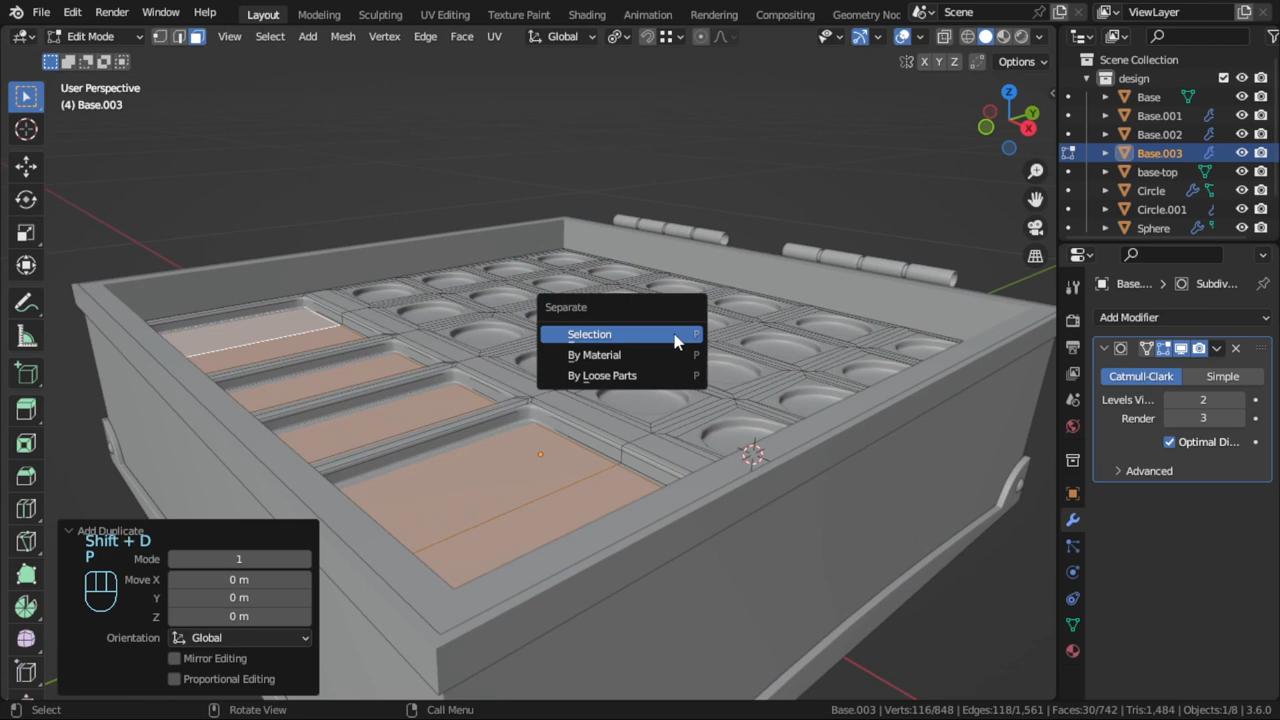 File Edit Render Window Help Layout Modeling Sculpting UV Editing Texture Paint Shading Animation Rendering Compositing Geometry Noc Scene ViewLayer
Edit Mode View Select Add Mesh Vertex Edge Face UV Global
X Y Z Options
User Perspective
(4) Base.003
Z
Y
X
Scene Collection
design
Base
Base.001
Base.002
Base.003
base-top
Circle
Circle.001
Sphere
Base.... Subdiv...
Add Modifier
Catmull-Clark Simple
Levels Vi... 2
Render 3
Optimal Di...
Advanced
Separate
Selection P
By Material P
By Loose Parts P
Add Duplicate
Shift + D
P
Mode 1
Move X 0 m
Y 0 m
Z 0 m
Orientation Global
Mirror Editing
Proportional Editing
Select Rotate View Call Menu Base.003 | Verts:116/848 | Edges:118/1,561 | Faces:30/742 | Tris:1,484 | Objects:1/8 | 3.6.0